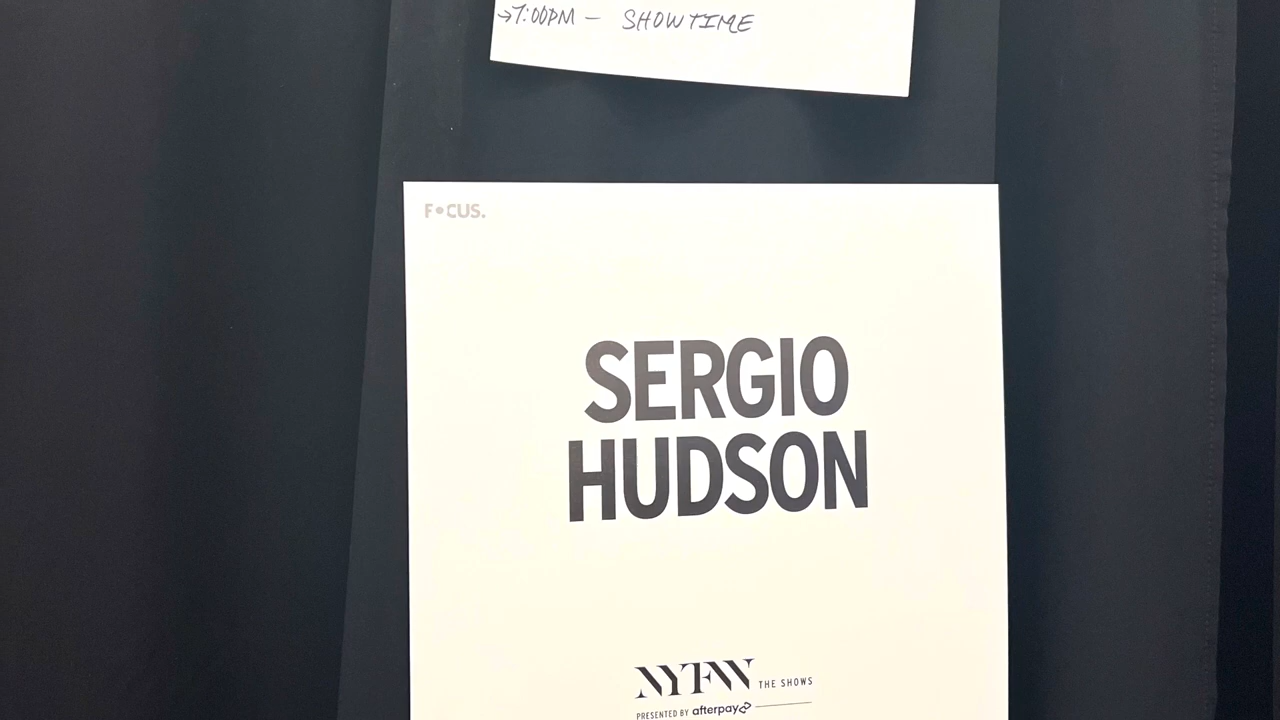 →7:00PM — SHOWTIME
F•CUS.
SERGIO
HUDSON
NYFW THE SHOWS
PRESENTED BY afterpay